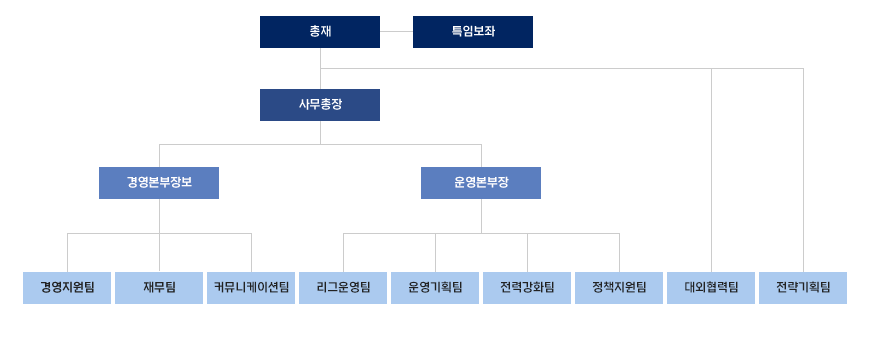 총재
특임보좌
사무총장
경영본부장보
운영본부장
경영지원팀
재무팀
커뮤니케이션팀
리그운영팀
운영기획팀
전력강화팀
정책지원팀
대외협력팀
전략기획팀